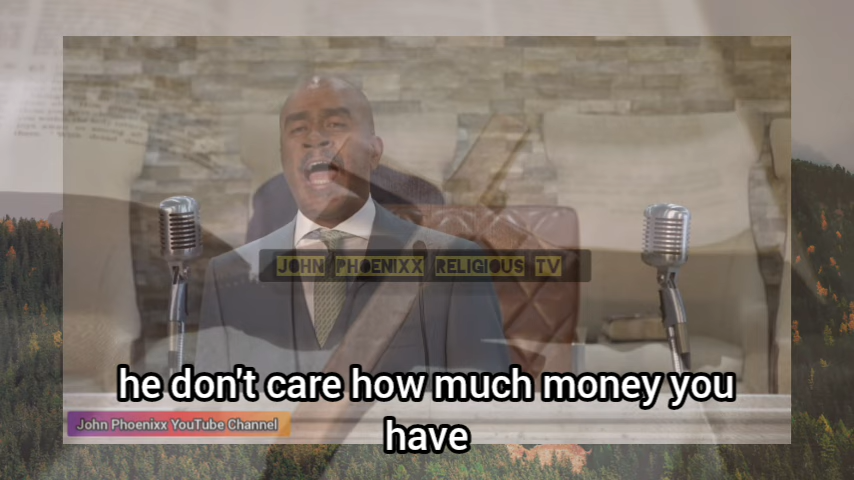 JOHN PHOENIXX RELIGIOUS TV
he don't care how much money you
John Phoenixx YouTube Channel
have